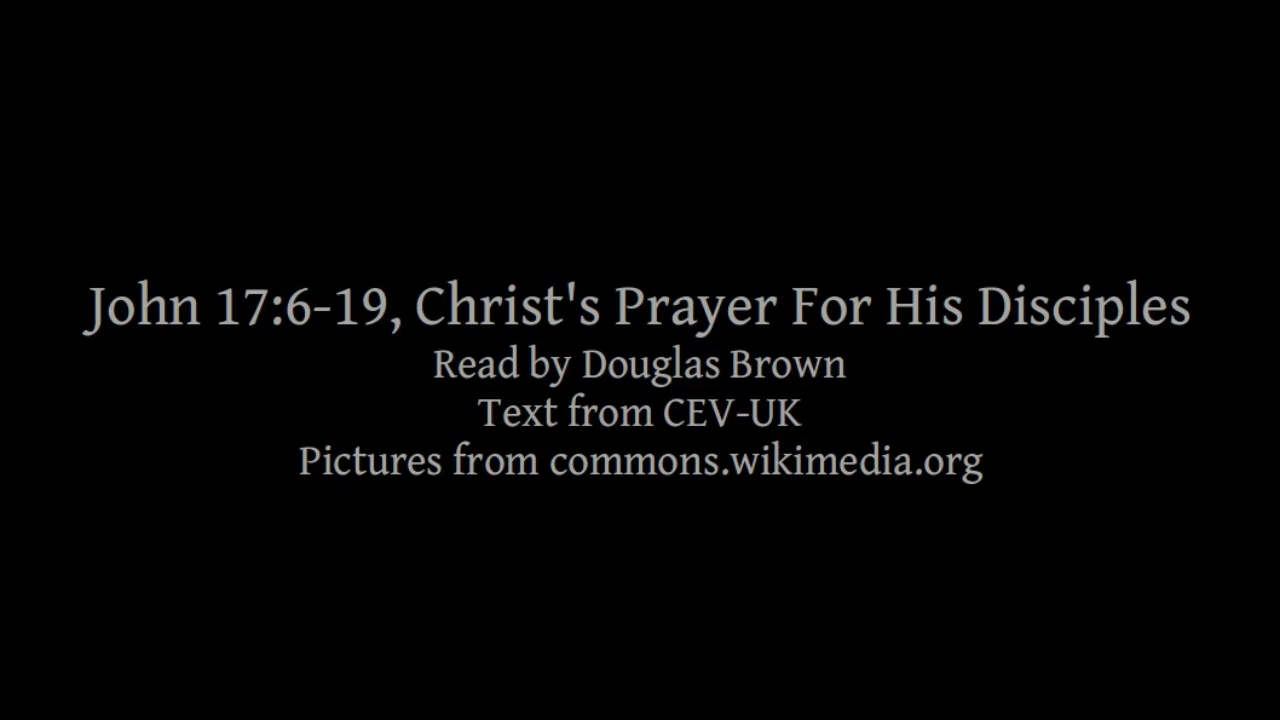 John 17:6-19, Christ's Prayer For His Disciples
Read by Douglas Brown
Text from CEV-UK
Pictures from commons.wikimedia.org